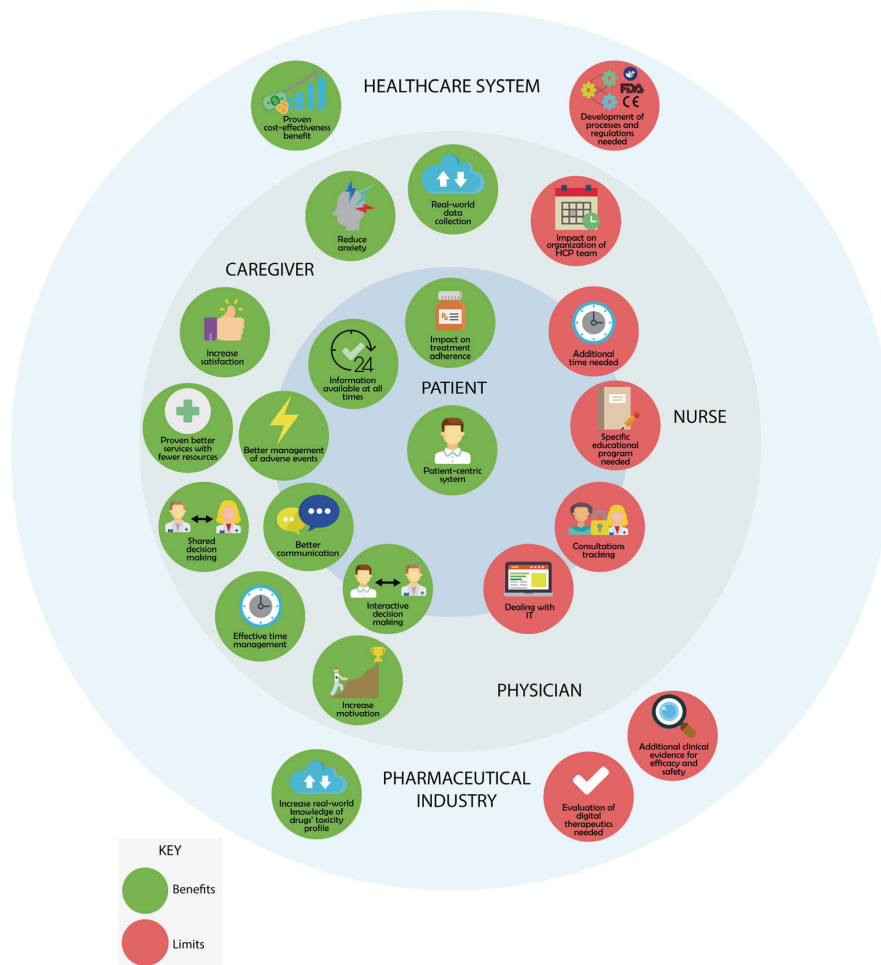 HEALTHCARE SYSTEM
Proven
cost-effectiveness
benefit
FDA
CE
Development of
processes and
regulations
needed
Real-world
data
collection
Reduce
anxiety
Impact on
organization of
HCP team
CAREGIVER
Increase
satisfaction
Impact on
treatment
adherence
Additional
time needed
24
Information
available at all
times
PATIENT
NURSE
Proven better
services with
fewer resources
Better management
of adverse events
Patient-centric
system
Specific
educational
program
needed
Shared
decision
making
Better
communication
Consultations
tracking
Interactive
decision
making
Dealing with
IT
Effective time
management
Increase
motivation
PHYSICIAN
Additional clinical
evidence for
efficacy and
safety
PHARMACEUTICAL
INDUSTRY
Increase real-world
knowledge of
drugs' toxicity
profile
Evaluation of
digital
therapeutics
needed
KEY
Benefits
Limits